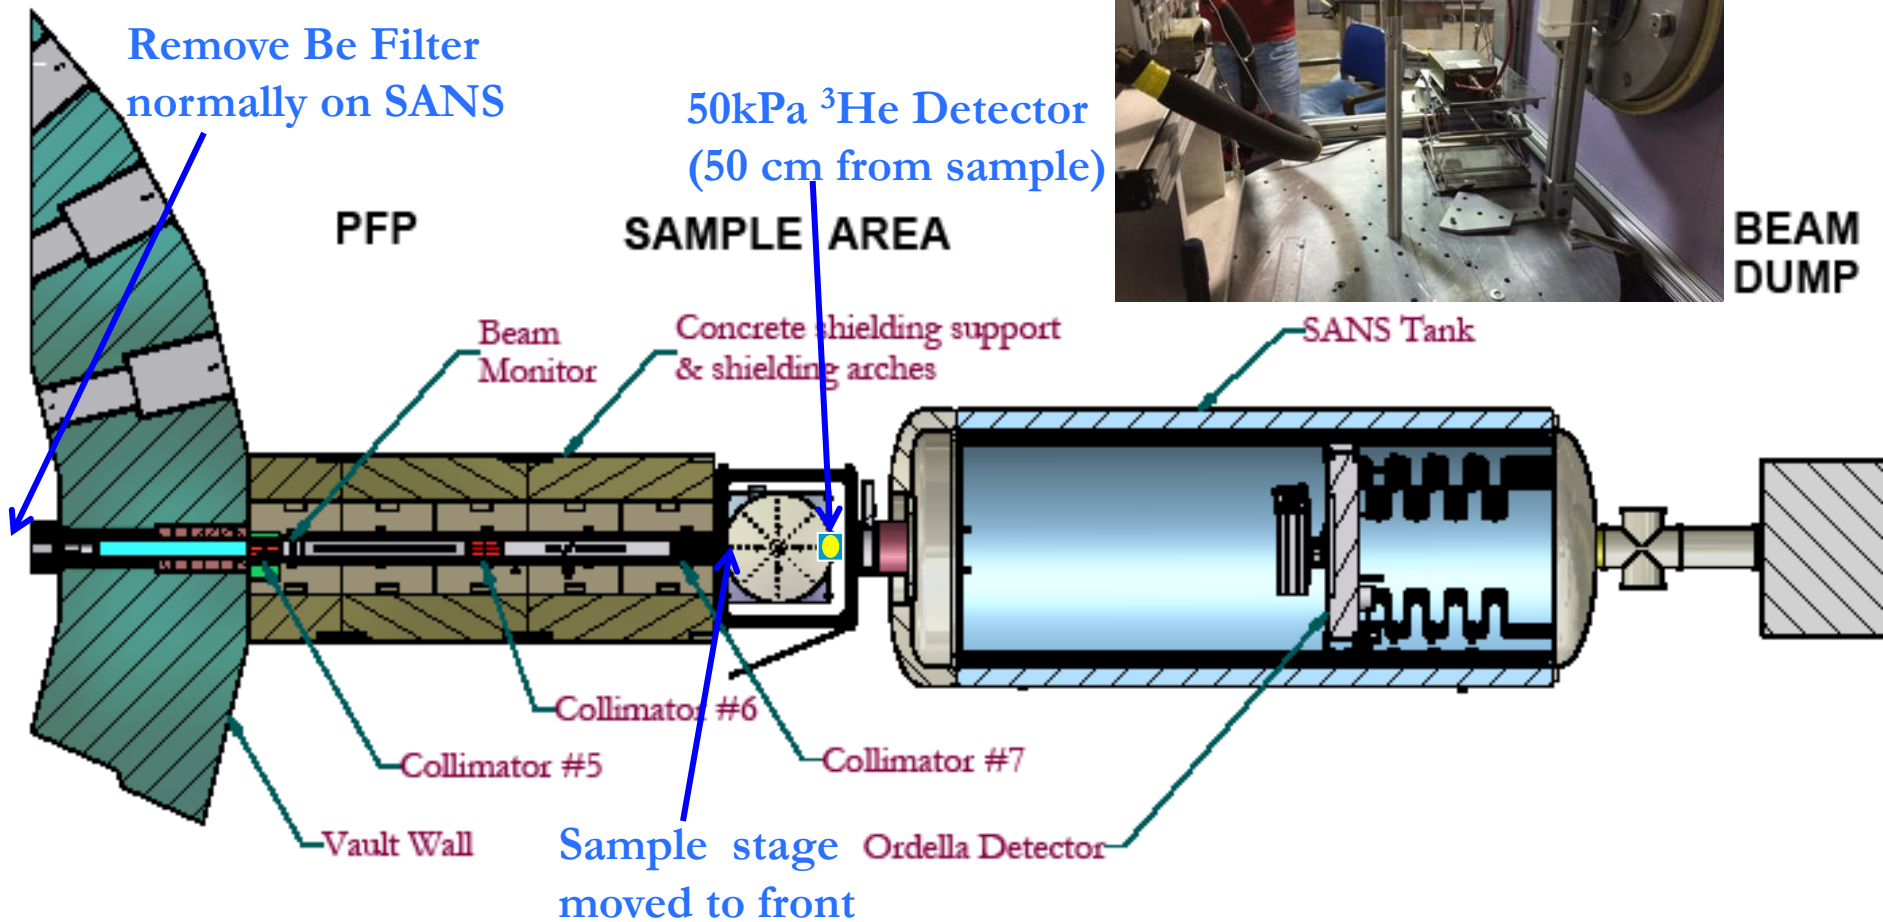 Remove Be Filter
normally on SANS
50kPa ³He Detector
(50 cm from sample)
PFP
SAMPLE AREA
BEAM
DUMP
Beam
Monitor
Concrete shielding support
& shielding arches
SANS Tank
Collimator #6
Collimator #5
Collimator #7
Vault Wall
Sample stage
moved to front
Ordella Detector